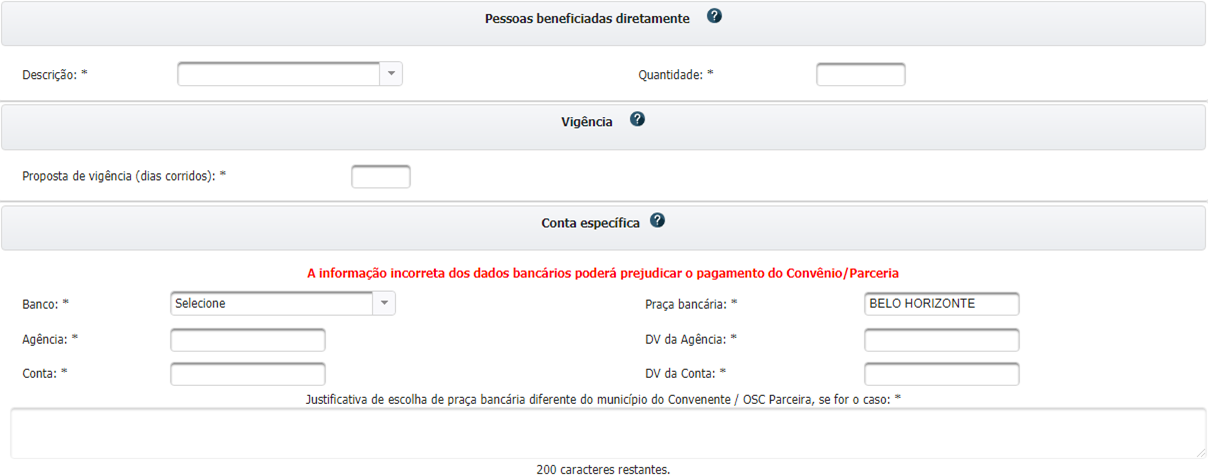 Pessoas beneficiadas diretamente ?
Descrição: * Quantidade: *
Vigência ?
Proposta de vigência (dias corridos): *
Conta específica ?
A informação incorreta dos dados bancários poderá prejudicar o pagamento do Convênio/Parceria
Banco: * Selecione Praça bancária: * BELO HORIZONTE
Agência: * DV da Agência: *
Conta: * DV da Conta: *
Justificativa de escolha de praça bancária diferente do município do Convenente / OSC Parceira, se for o caso: *
200 caracteres restantes.